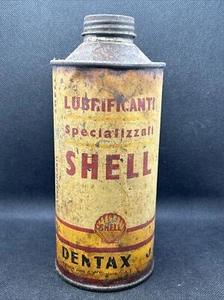 LUBRIFICANTI
specializzati
SHELL
SHELL
DENTAX